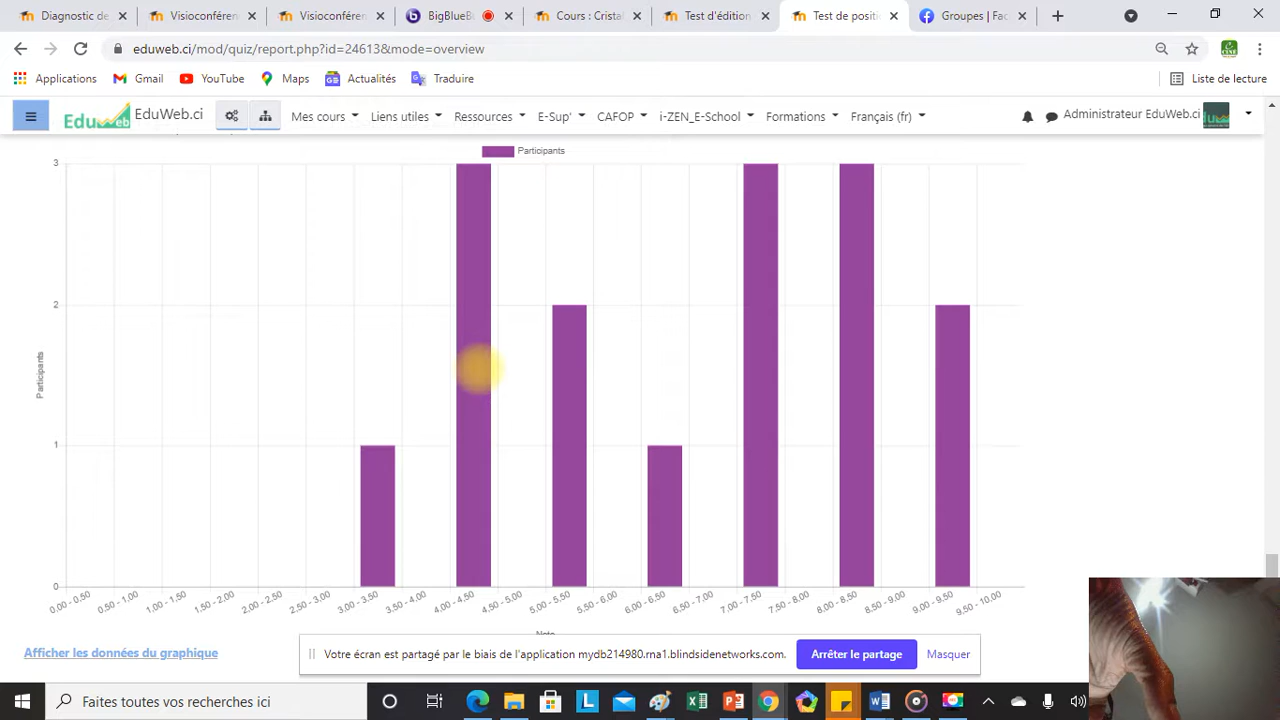 Diagnostic de
Visioconféren
Visioconféren
BigBlueB
Cours : Cristal
Test d'édition
Test de positi
Groupes | Fac
eduweb.ci/mod/quiz/report.php?id=24613&mode=overview
Applications
Gmail
YouTube
Maps
Actualités
Traduire
Liste de lecture
Eduweb
EduWeb.ci
Mes cours
Liens utiles
Ressources
E-Sup'
CAFOP
i-ZEN_E-School
Formations
Français (fr)
Administrateur EduWeb.ci
Participants
3
2
1
0
Participants
0.00 - 0.50
0.50 - 1.00
1.00 - 1.50
1.50 - 2.00
2.00 - 2.50
2.50 - 3.00
3.00 - 3.50
3.50 - 4.00
4.00 - 4.50
4.50 - 5.00
5.00 - 5.50
5.50 - 6.00
6.00 - 6.50
6.50 - 7.00
7.00 - 7.50
7.50 - 8.00
8.00 - 8.50
8.50 - 9.00
9.00 - 9.50
9.50 - 10.00
Note
Afficher les données du graphique
Votre écran est partagé par le biais de l'application mydb214980.rna1.blindsidenetworks.com.
Arrêter le partage
Masquer
Faites toutes vos recherches ici